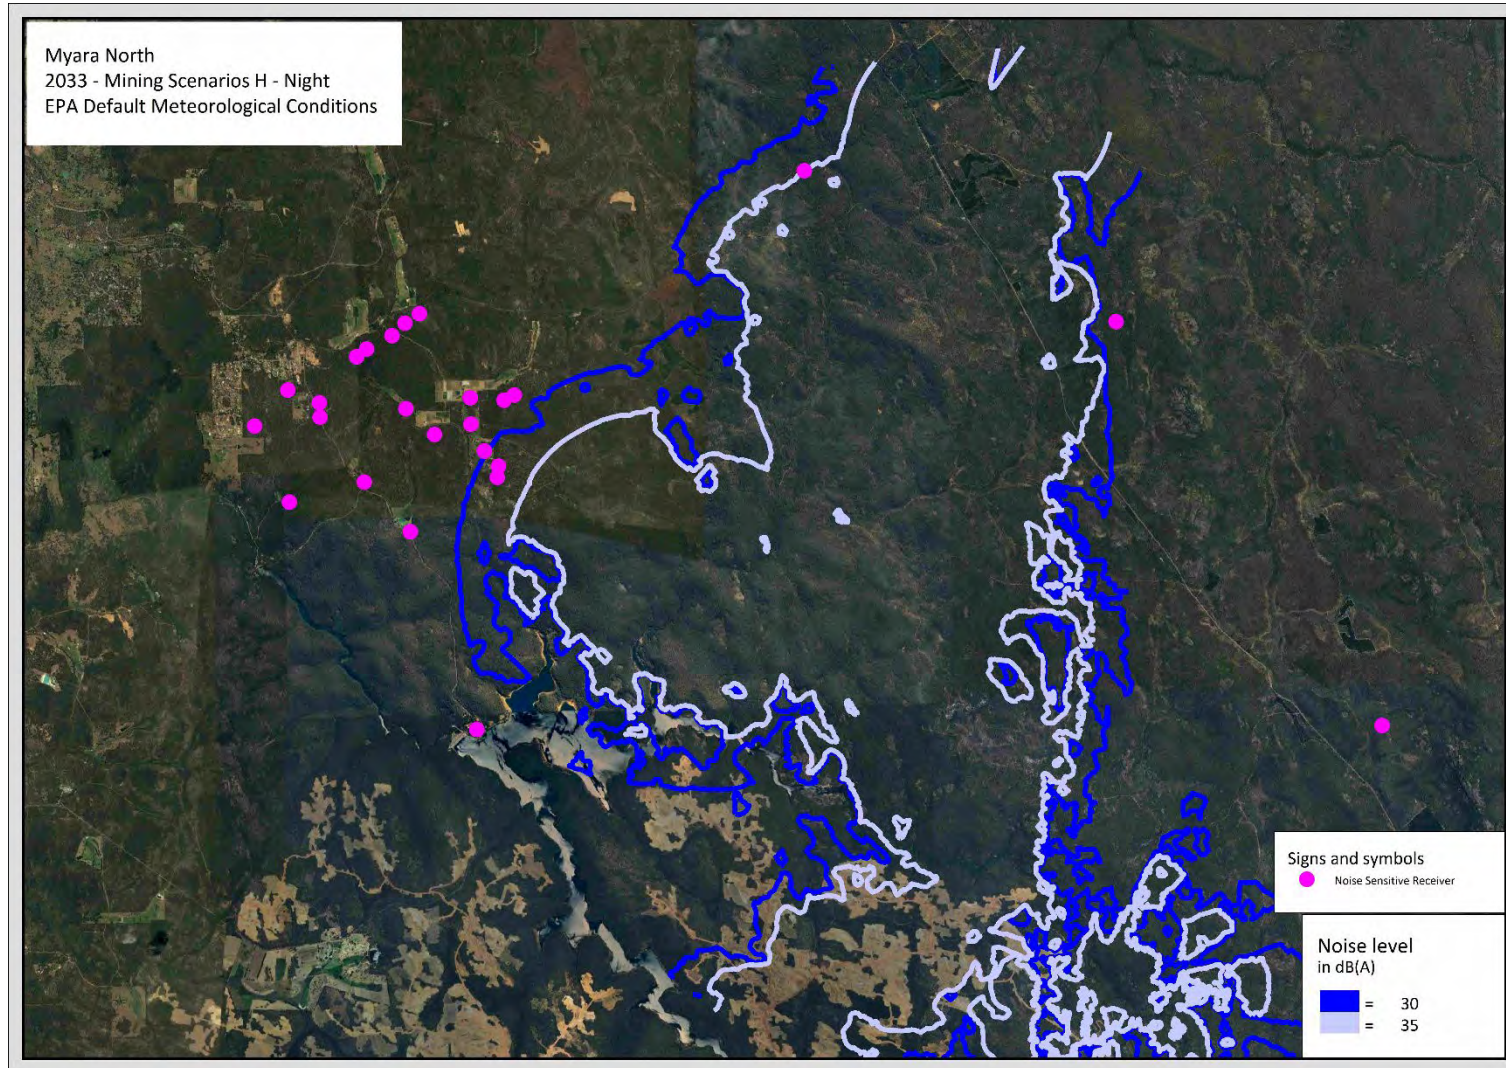 Myara North
2033 - Mining Scenarios H - Night
EPA Default Meteorological Conditions
Signs and symbols
Noise Sensitive Receiver
Noise level
in dB(A)
= 30
= 35